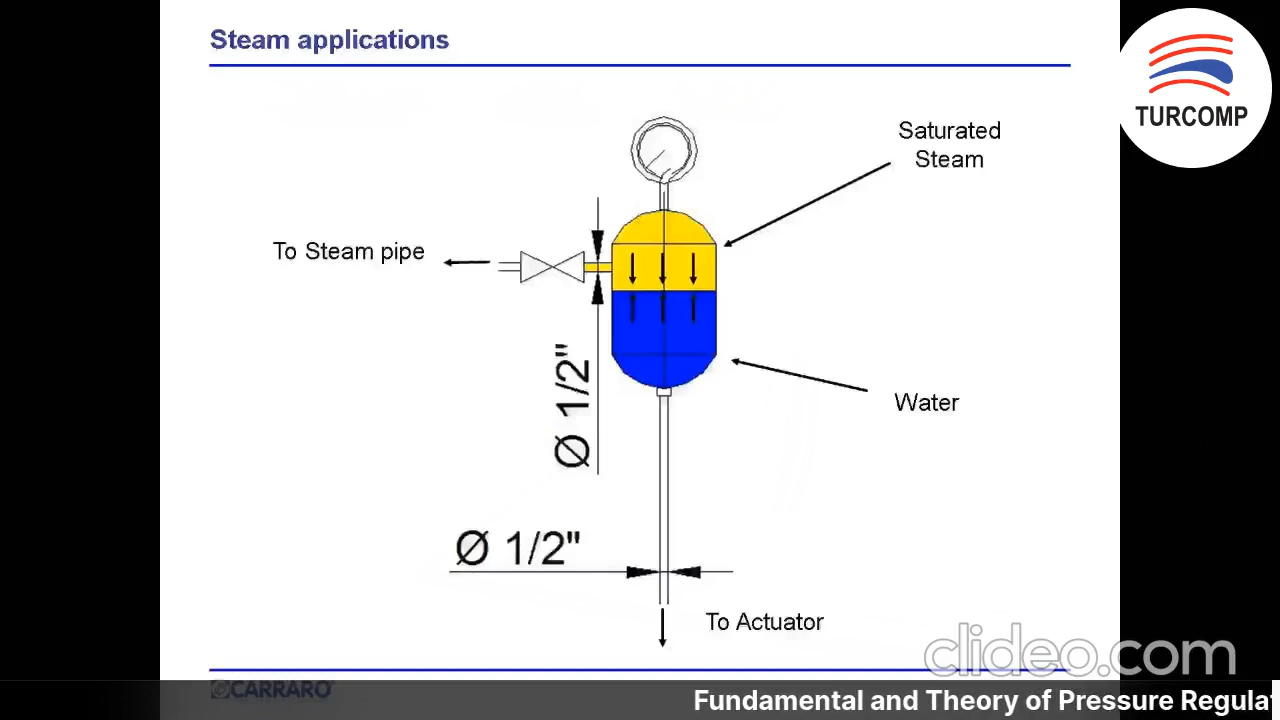 Steam applications
TURCOMP
Saturated
Steam
To Steam pipe
Ø 1/2"
Water
Ø 1/2"
To Actuator
clideo.com
CARRARO
Fundamental and Theory of Pressure Regulat